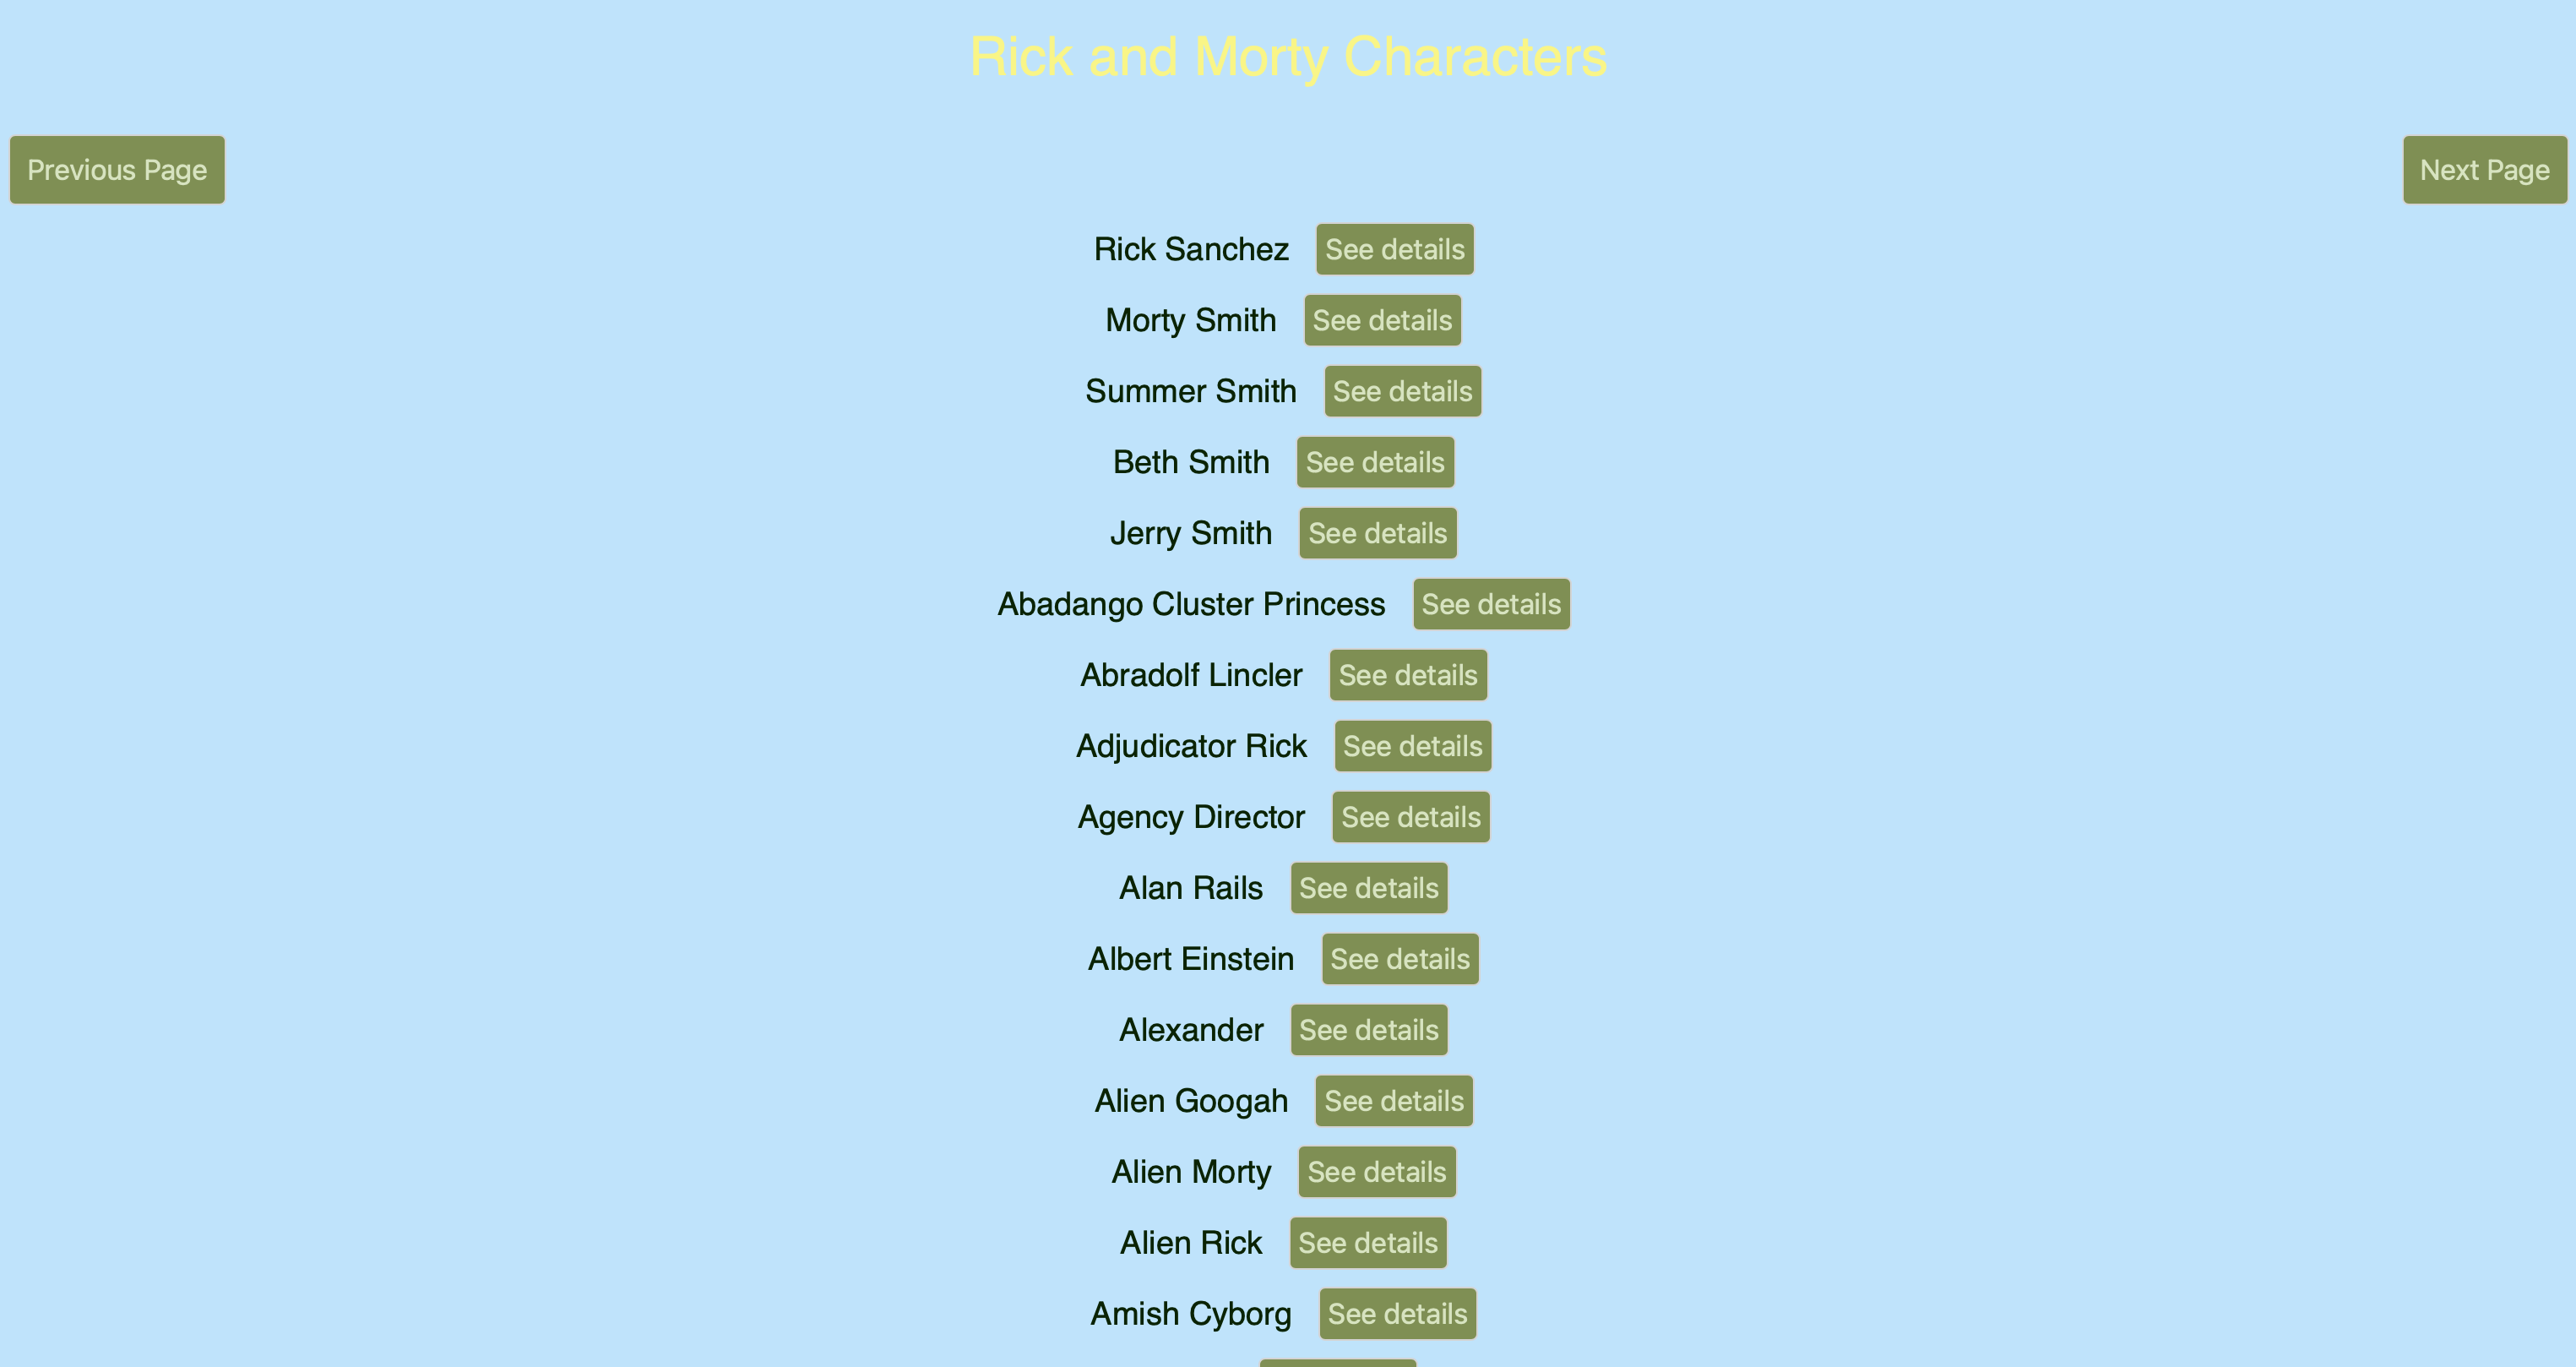 Rick and Morty Characters
Previous Page Next Page
Rick Sanchez See details
Morty Smith See details
Summer Smith See details
Beth Smith See details
Jerry Smith See details
Abadango Cluster Princess See details
Abradolf Lincler See details
Adjudicator Rick See details
Agency Director See details
Alan Rails See details
Albert Einstein See details
Alexander See details
Alien Googah See details
Alien Morty See details
Alien Rick See details
Amish Cyborg See details